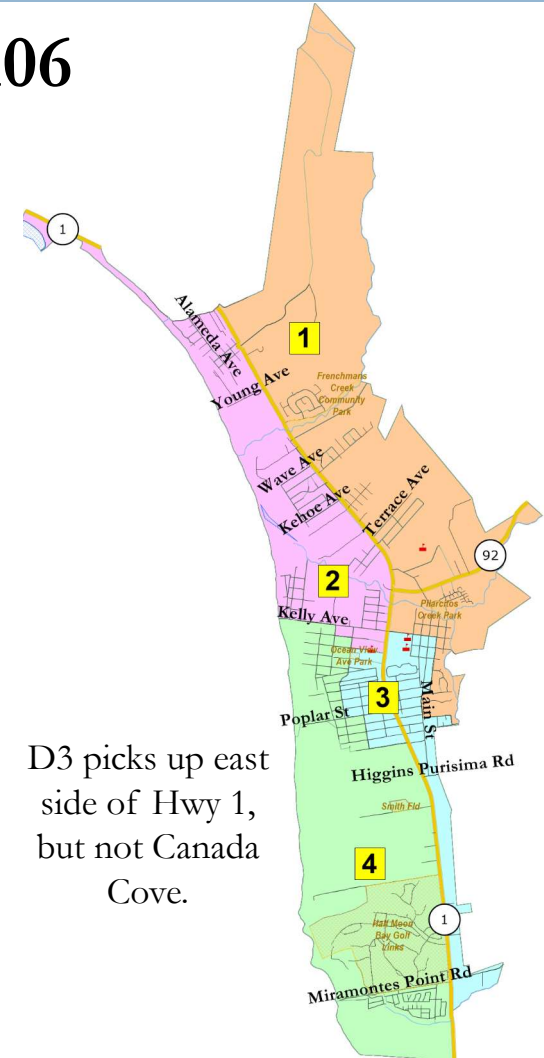 106
1
Alameda Ave
1
Young Ave
Frenchmans
Creek
Community
Park
Wave Ave
Kehoe Ave
Terrace Ave
92
2
Kelly Ave
Pilarcitos
Creek Park
Ocean View
Ave Park
3
Main St
Poplar St
Higgins Purisima Rd
D3 picks up east
side of Hwy 1,
but not Canada
Cove.
Smith Fld
4
Half Moon
Bay Golf
Links
1
Miramontes Point Rd